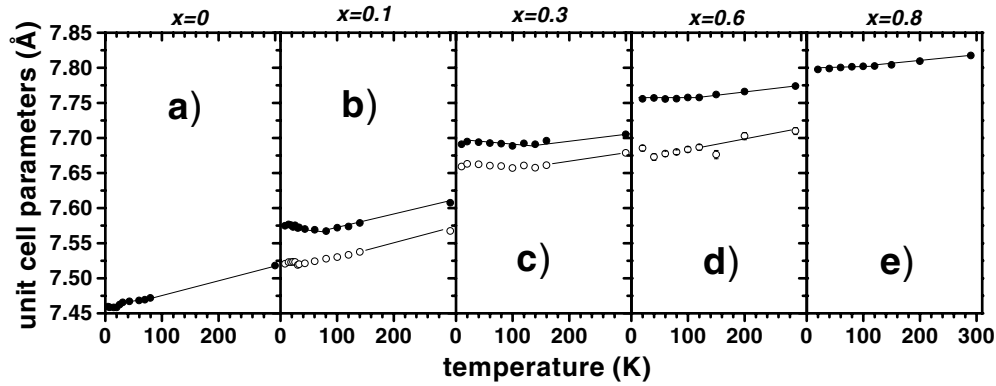 x=0 x=0.1 x=0.3 x=0.6 x=0.8
unit cell parameters (Å)
7.85
7.80
7.75
7.70
7.65
7.60
7.55
7.50
7.45
a) b) c) d) e)
0 100 200 0 100 200 0 100 200 0 100 200 0 100 200 300
temperature (K)